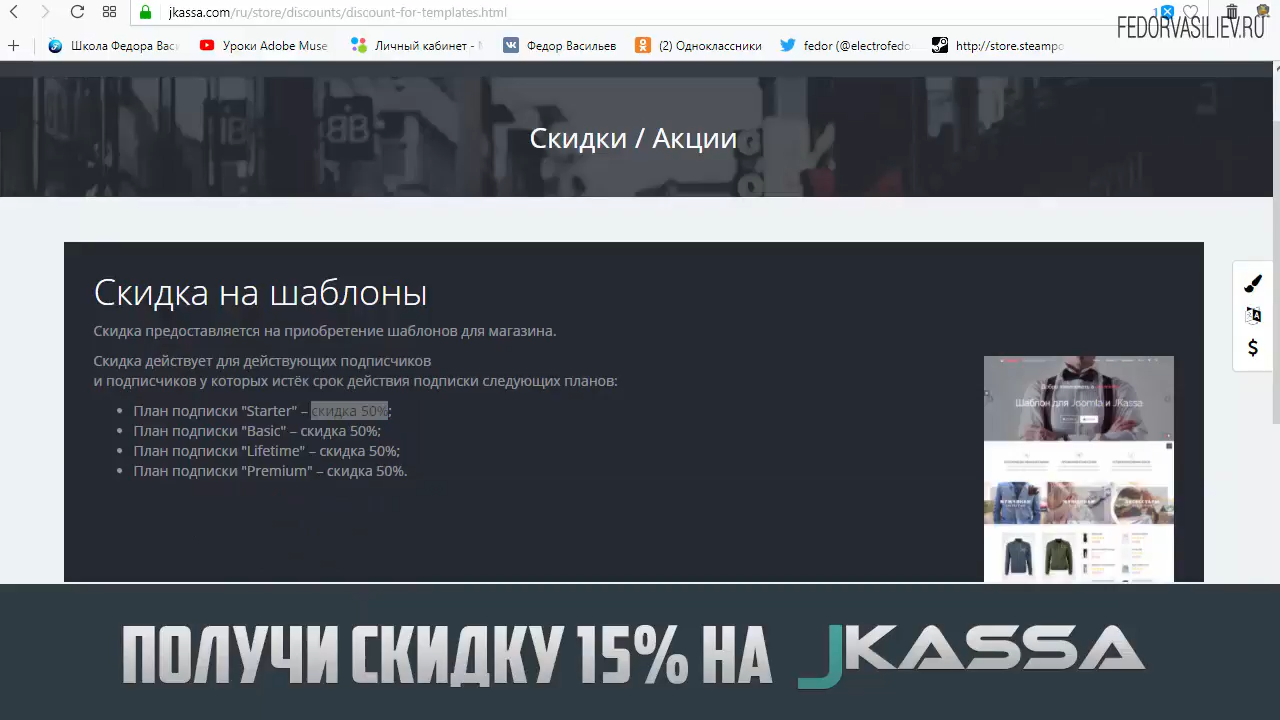 jkassa.com/ru/store/discounts/discount-for-templates.html
1
FEDORVASILIEV.RU
Школа Федора Васи
Уроки Adobe Muse
Личный кабинет -
Федор Васильев
(2) Одноклассники
fedor (@electrofedo
http://store.steampo
Скидки / Акции
Скидка на шаблоны
Скидка предоставляется на приобретение шаблонов для магазина.
Скидка действует для действующих подписчиков
и подписчиков у которых истёк срок действия подписки следующих планов:
План подписки "Starter" – скидка 50%;
План подписки "Basic" – скидка 50%;
План подписки "Lifetime" – скидка 50%;
План подписки "Premium" – скидка 50%.
Шаблон для Joomla и JKassa
ПОЛУЧИ СКИДКУ 15% НА JKASSA